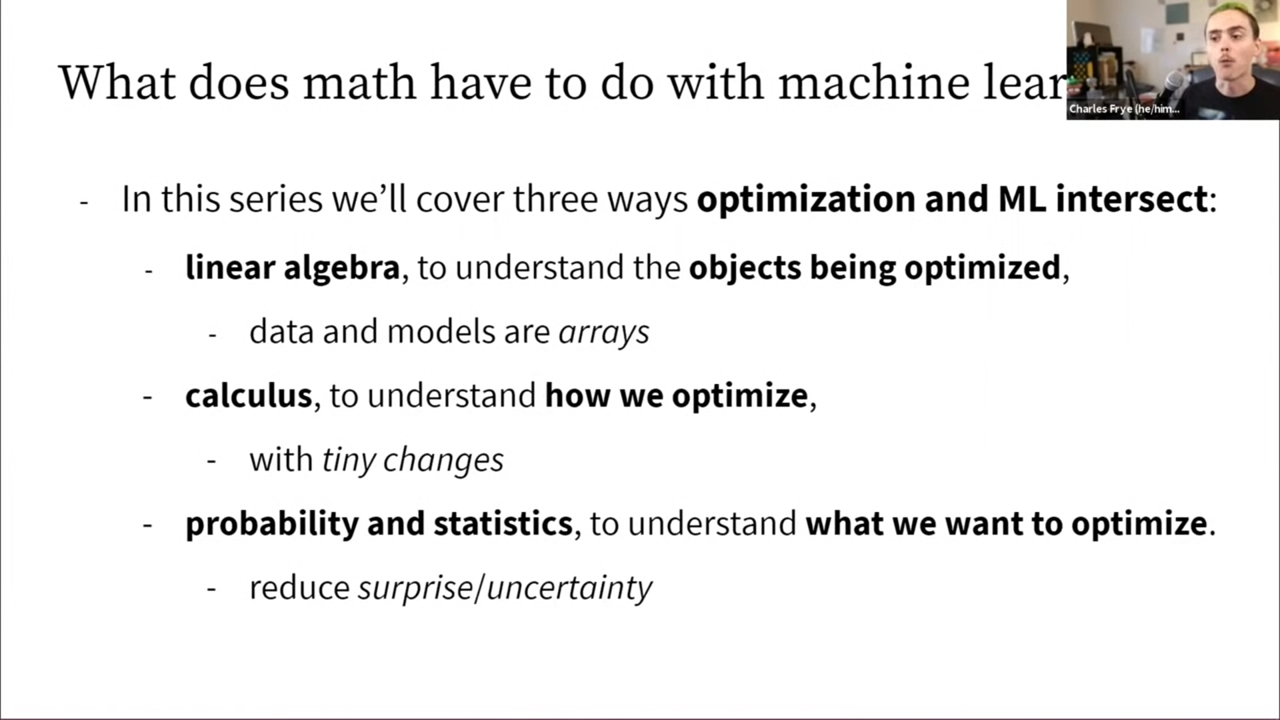 What does math have to do with machine lear
Charles Frye (he/him...
- In this series we’ll cover three ways optimization and ML intersect:
- linear algebra, to understand the objects being optimized,
- data and models are arrays
- calculus, to understand how we optimize,
- with tiny changes
- probability and statistics, to understand what we want to optimize.
- reduce surprise/uncertainty